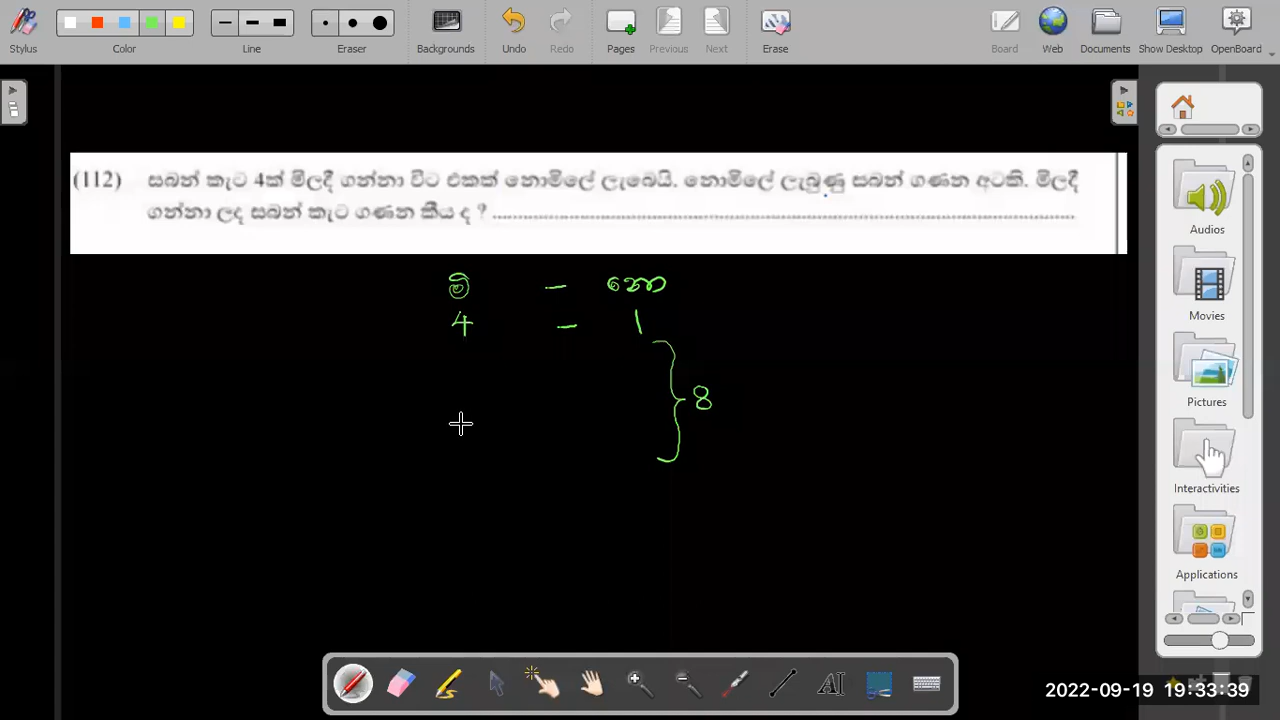 Stylus
Color
Line
Eraser
Backgrounds
Undo
Redo
Pages
Previous
Next
Erase
Board
Web
Documents
Show Desktop
OpenBoard
(112) සබන් කැට 4ක් මිලදී ගන්නා විට එකක් නොමිලේ ලැබෙයි. නොමිලේ ලැබුණු සබන් ගණන අටකි. මිලදී
ගන්නා ලද සබන් කැට ගණන කීය ද ? ................................................................
මි - නො
4 - 1
8
Audios
Movies
Pictures
Interactivities
Applications
2022-09-19 19:33:39